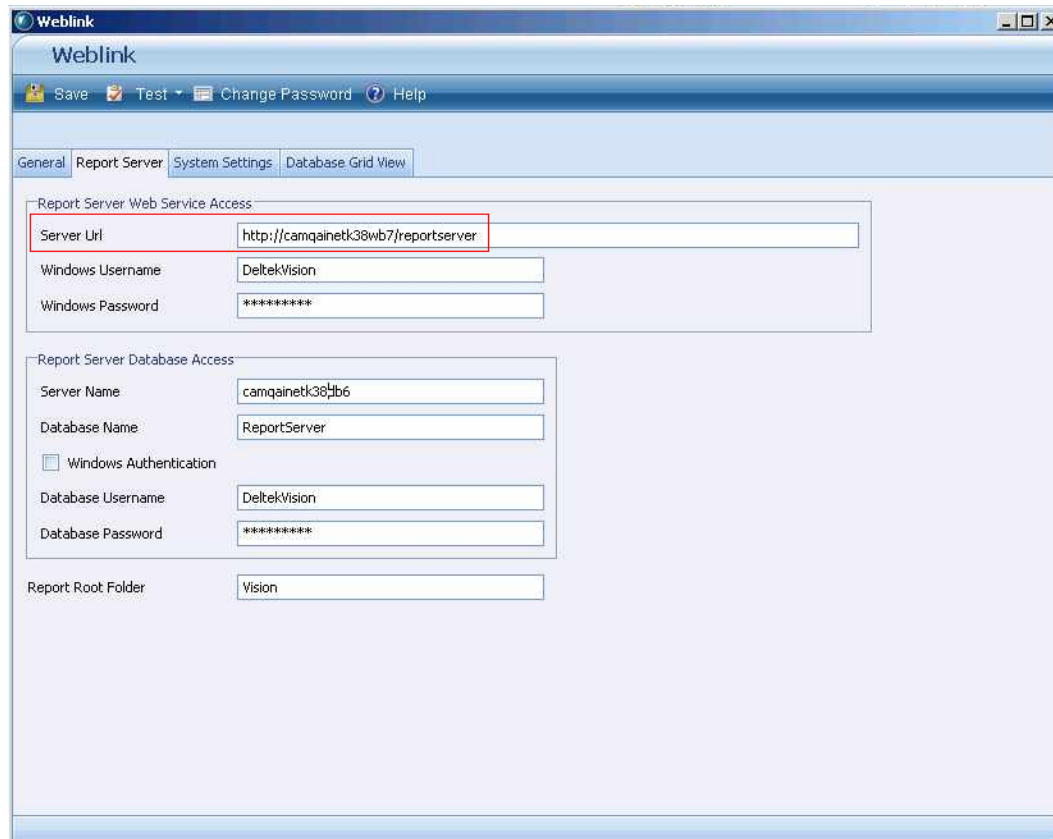 Weblink
Weblink
Save Test Change Password Help
General Report Server System Settings Database Grid View
Report Server Web Service Access
Server Url http://camqainetk38wb7/reportserver
Windows Username DeltekVision
Windows Password *********
Report Server Database Access
Server Name camqainetk38db6
Database Name ReportServer
Windows Authentication
Database Username DeltekVision
Database Password *********
Report Root Folder Vision